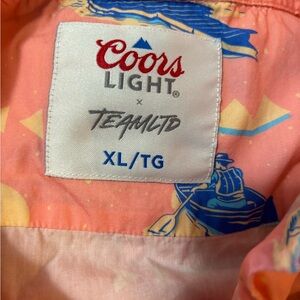 Coors
LIGHT®
x
TEAMLTD
XL/TG